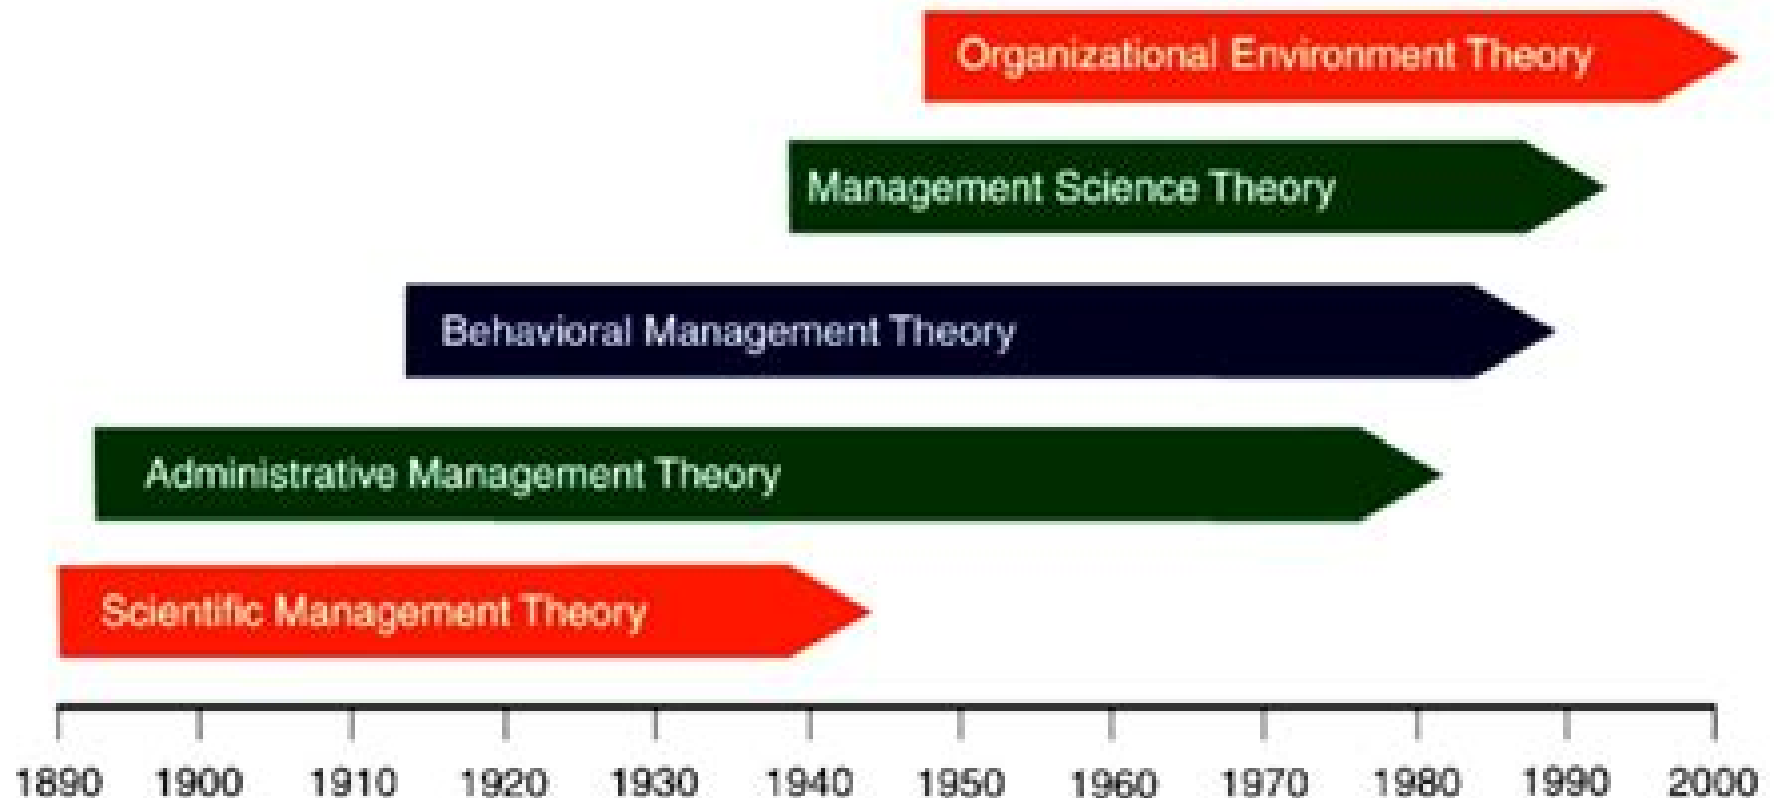 Organizational Environment Theory
Management Science Theory
Behavioral Management Theory
Administrative Management Theory
Scientific Management Theory
1890 1900 1910 1920 1930 1940 1950 1960 1970 1980 1990 2000